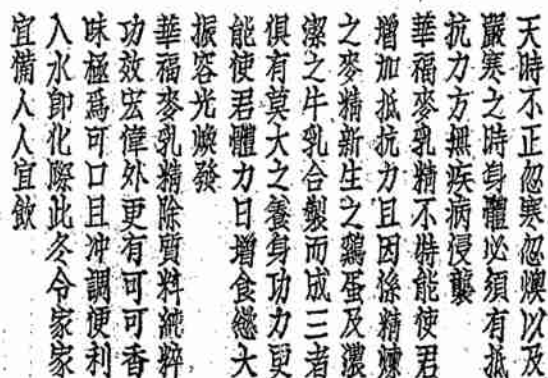 天時不正忽寒忽燠以及
嚴寒之時身體必須有抵
抗力方無疾病侵襲
華福麥乳精不特能使君
增加抵抗力且因係精煉
之麥精新生之鷄蛋及濃
潔之牛乳合製而成三者
俱有莫大之養身功力更
能使君體力日增食慾大
振容光煥發
華福麥乳精除質料純粹
功效宏偉外更有可可香
味極爲可口且冲調便利
入水卽化際此冬令家家
宜備人人宜飲